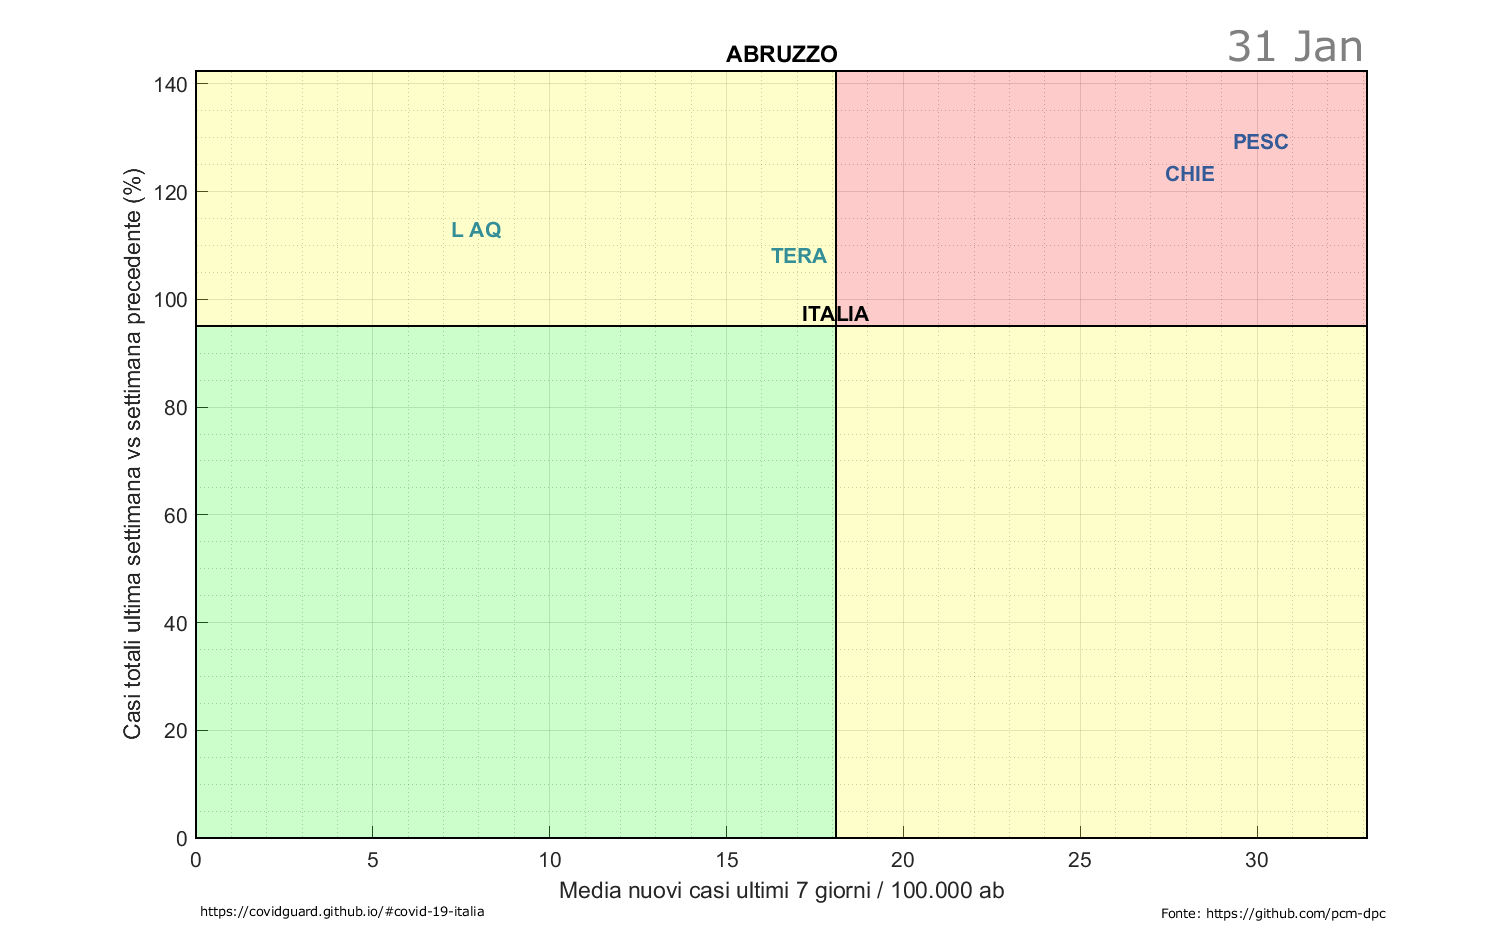 31 Jan
ABRUZZO
Casi totali ultima settimana vs settimana precedente (%)
140
120
100
80
60
40
20
0
PESC
CHIE
L AQ
TERA
ITALIA
0 5 10 15 20 25 30
Media nuovi casi ultimi 7 giorni / 100.000 ab
https://covidguard.github.io/#covid-19-italia
Fonte: https://github.com/pcm-dpc